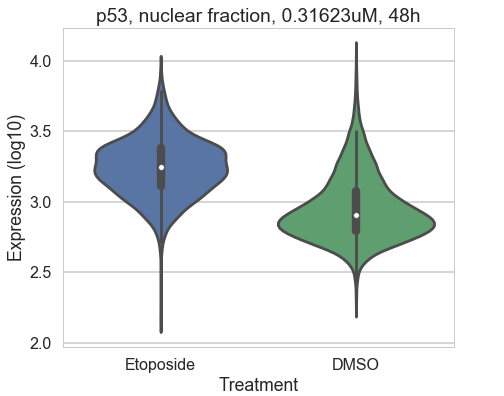 p53, nuclear fraction, 0.31623uM, 48h
Expression (log10)
4.0
3.5
3.0
2.5
2.0
Etoposide DMSO
Treatment